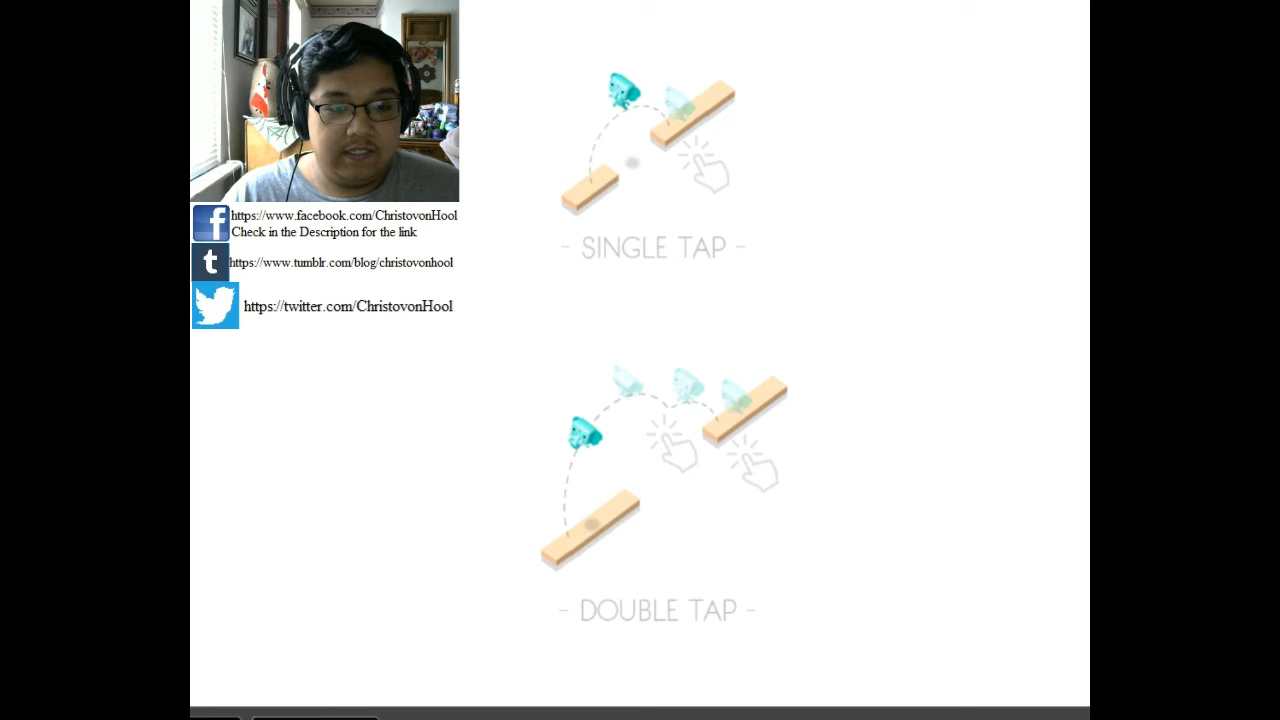 https://www.facebook.com/ChristovonHool
Check in the Description for the link
https://www.tumblr.com/blog/christovonhool
https://twitter.com/ChristovonHool
- SINGLE TAP -
- DOUBLE TAP -